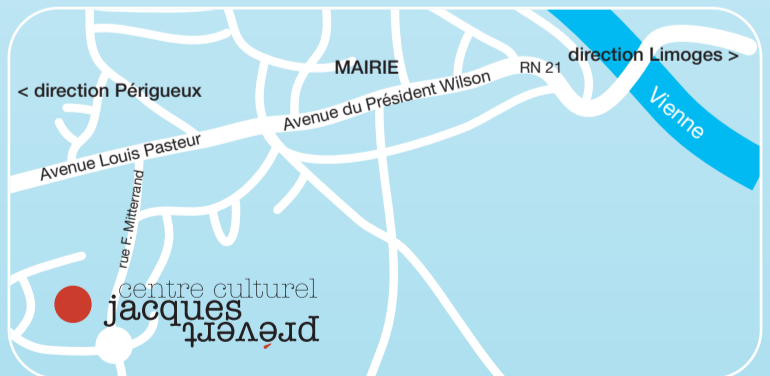 direction Limoges >
MAIRIE
RN 21
< direction Périgueux
Avenue du Président Wilson
Vienne
Avenue Louis Pasteur
rue F. Mitterrand
centre culturel
jacques
prévert